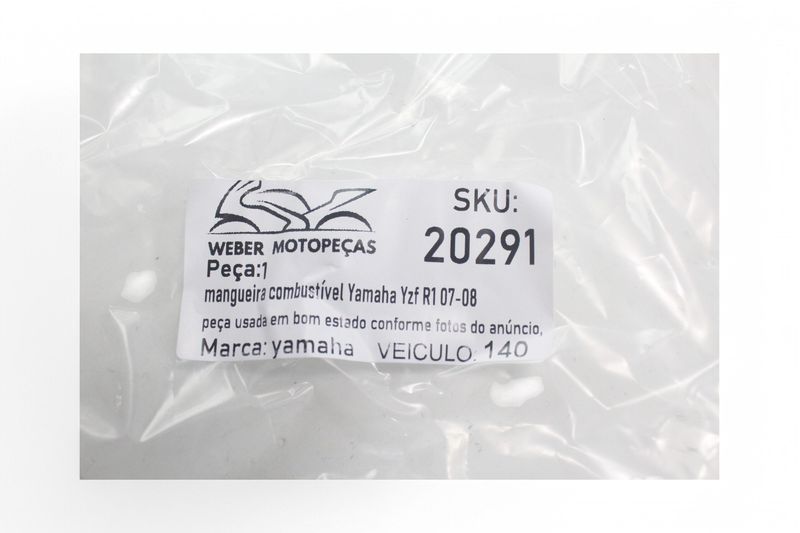 SKU:
20291
WEBER MOTOPEÇAS
Peça:1
mangueira combustível Yamaha Yzf R1 07-08
peça usada em bom estado conforme fotos do anúncio,
Marca: yamaha VEICULO: 140